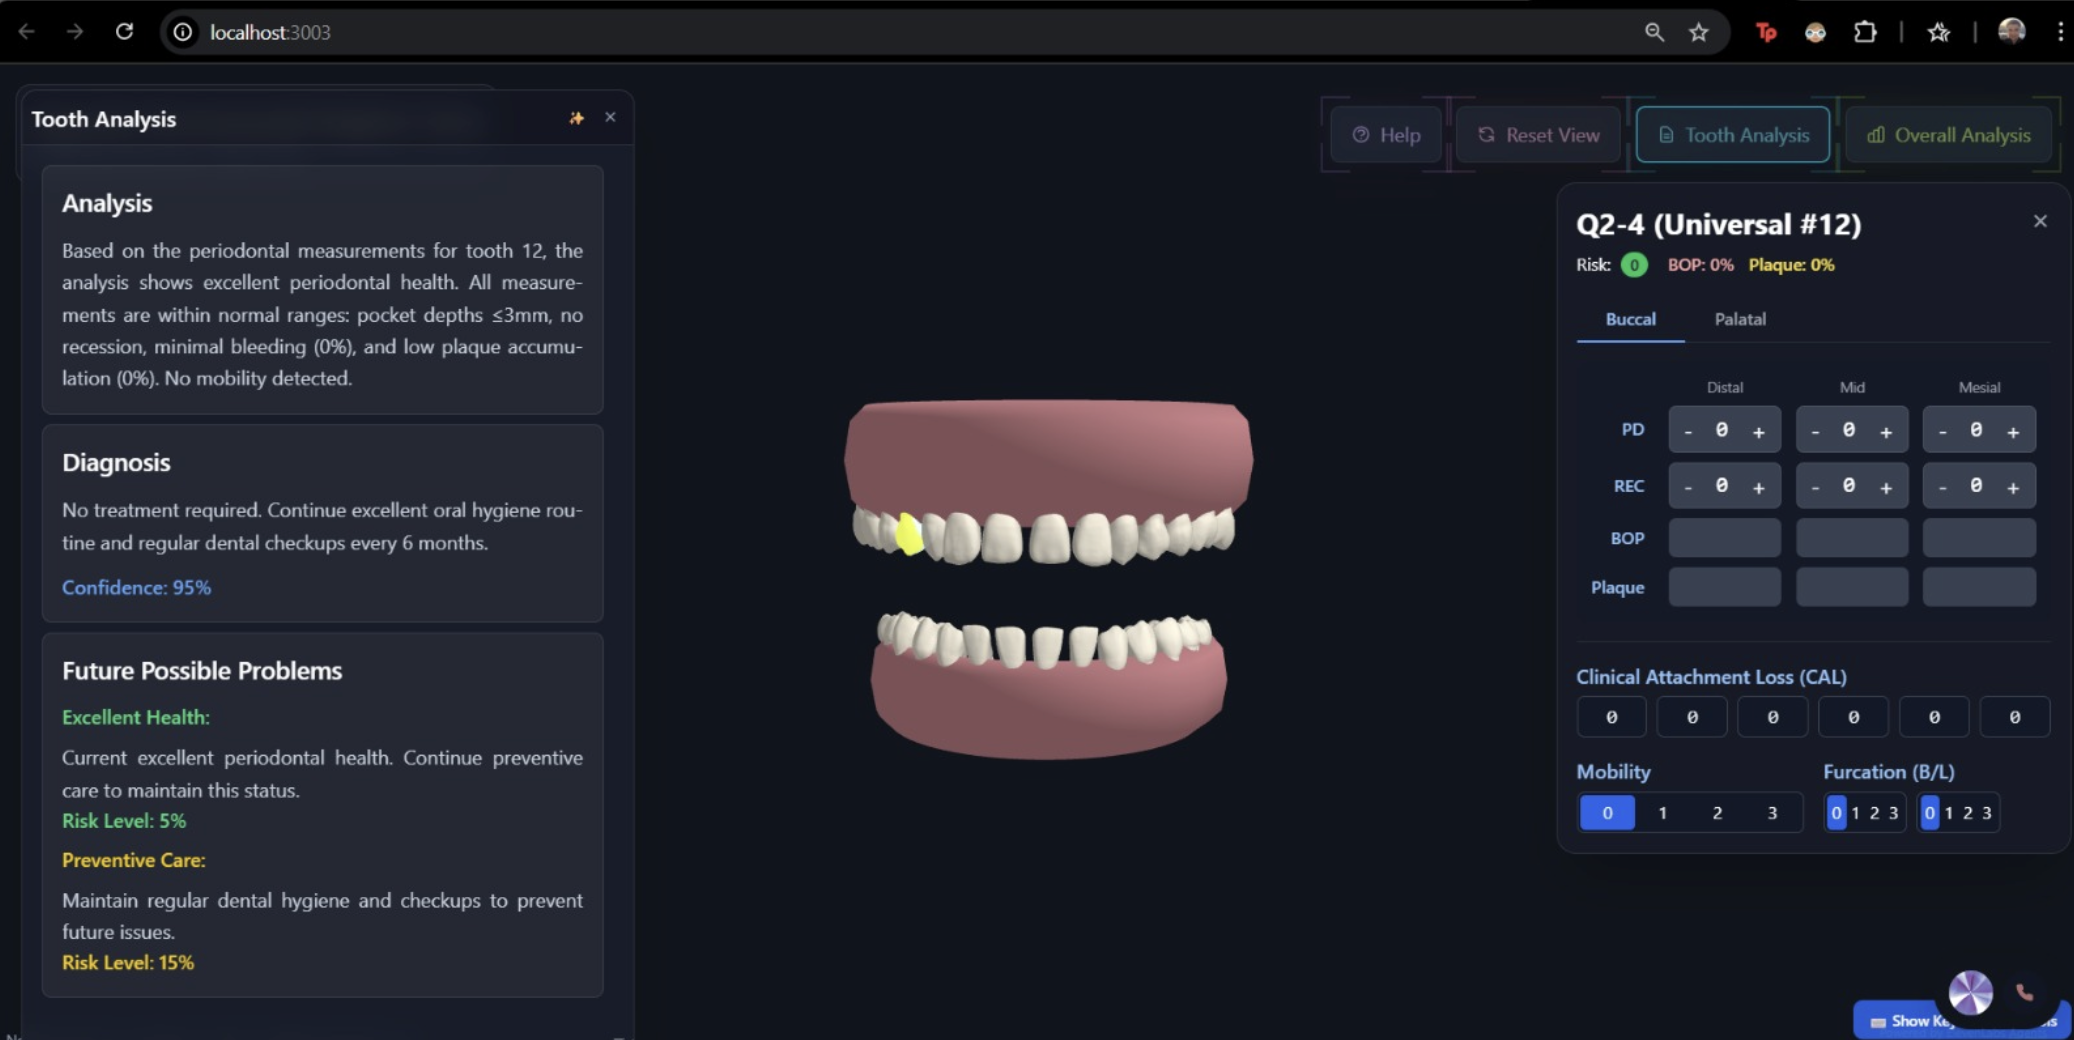 localhost:3003
Tp
Tooth Analysis
Analysis
Based on the periodontal measurements for tooth 12, the
analysis shows excellent periodontal health. All measure-
ments are within normal ranges: pocket depths ≤3mm, no
recession, minimal bleeding (0%), and low plaque accumu-
lation (0%). No mobility detected.
Diagnosis
No treatment required. Continue excellent oral hygiene rou-
tine and regular dental checkups every 6 months.
Confidence: 95%
Future Possible Problems
Excellent Health:
Current excellent periodontal health. Continue preventive
care to maintain this status.
Risk Level: 5%
Preventive Care:
Maintain regular dental hygiene and checkups to prevent
future issues.
Risk Level: 15%
Help
Reset View
Tooth Analysis
Overall Analysis
Q2-4 (Universal #12)
Risk: 0 BOP: 0% Plaque: 0%
Buccal Palatal
Distal Mid Mesial
PD - 0 + - 0 + - 0 +
REC - 0 + - 0 + - 0 +
BOP
Plaque
Clinical Attachment Loss (CAL)
0 0 0 0 0 0
Mobility Furcation (B/L)
0 1 2 3 0 1 2 3 0 1 2 3
Show